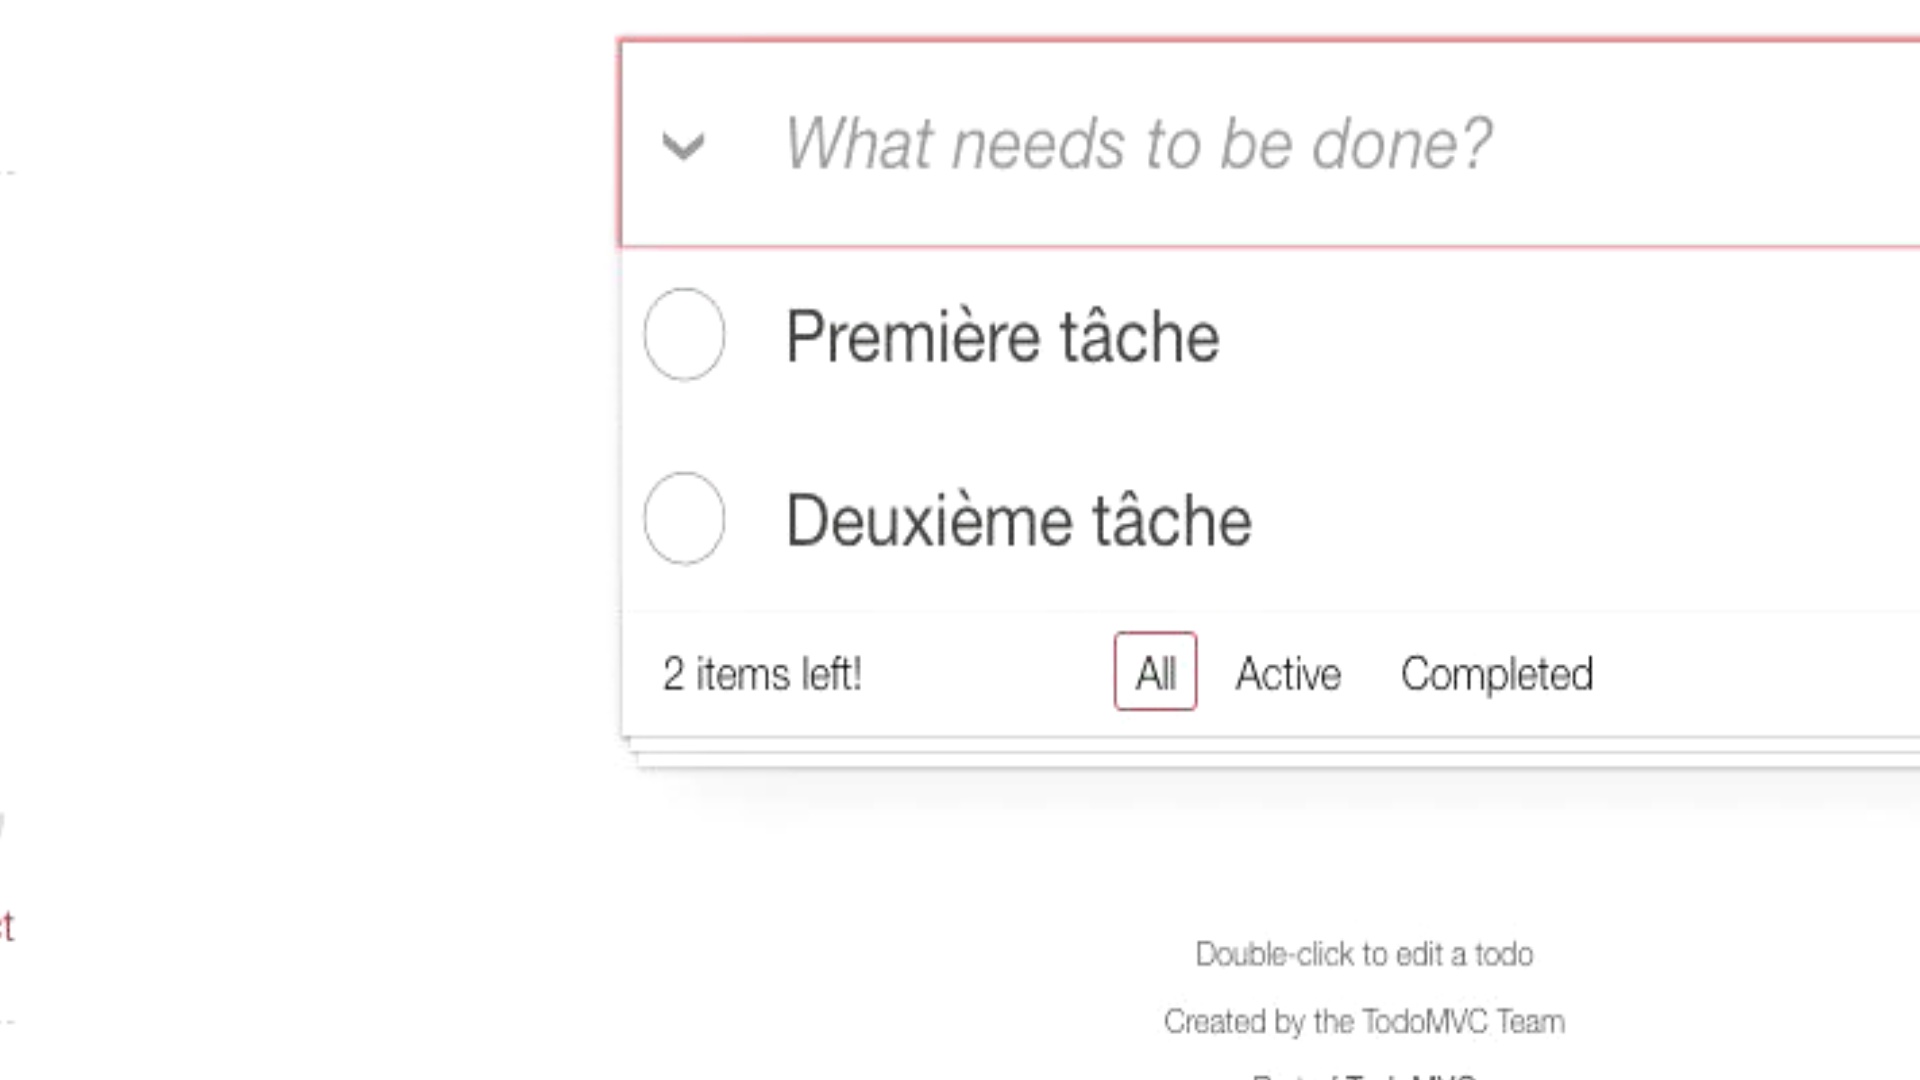 What needs to be done?
Première tâche
Deuxième tâche
2 items left!
All Active Completed
Double-click to edit a todo
Created by the TodoMVC Team